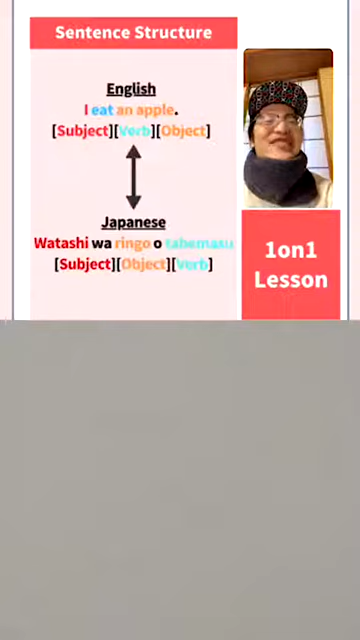 Sentence Structure
English
I eat an apple.
[Subject][Verb][Object]
Japanese
Watashi wa ringo o tabemasu
[Subject][Object][Verb]
1on1
Lesson